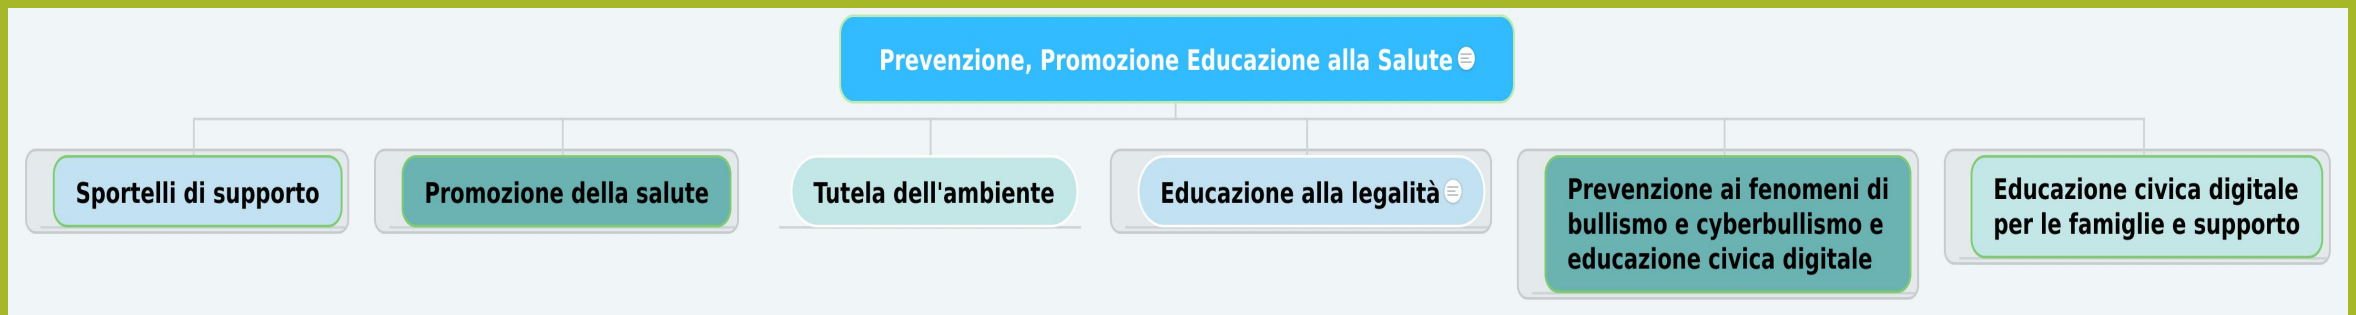 Prevenzione, Promozione Educazione alla Salute
Sportelli di supporto
Promozione della salute
Tutela dell'ambiente
Educazione alla legalità
Prevenzione ai fenomeni di
bullismo e cyberbullismo e
educazione civica digitale
Educazione civica digitale
per le famiglie e supporto